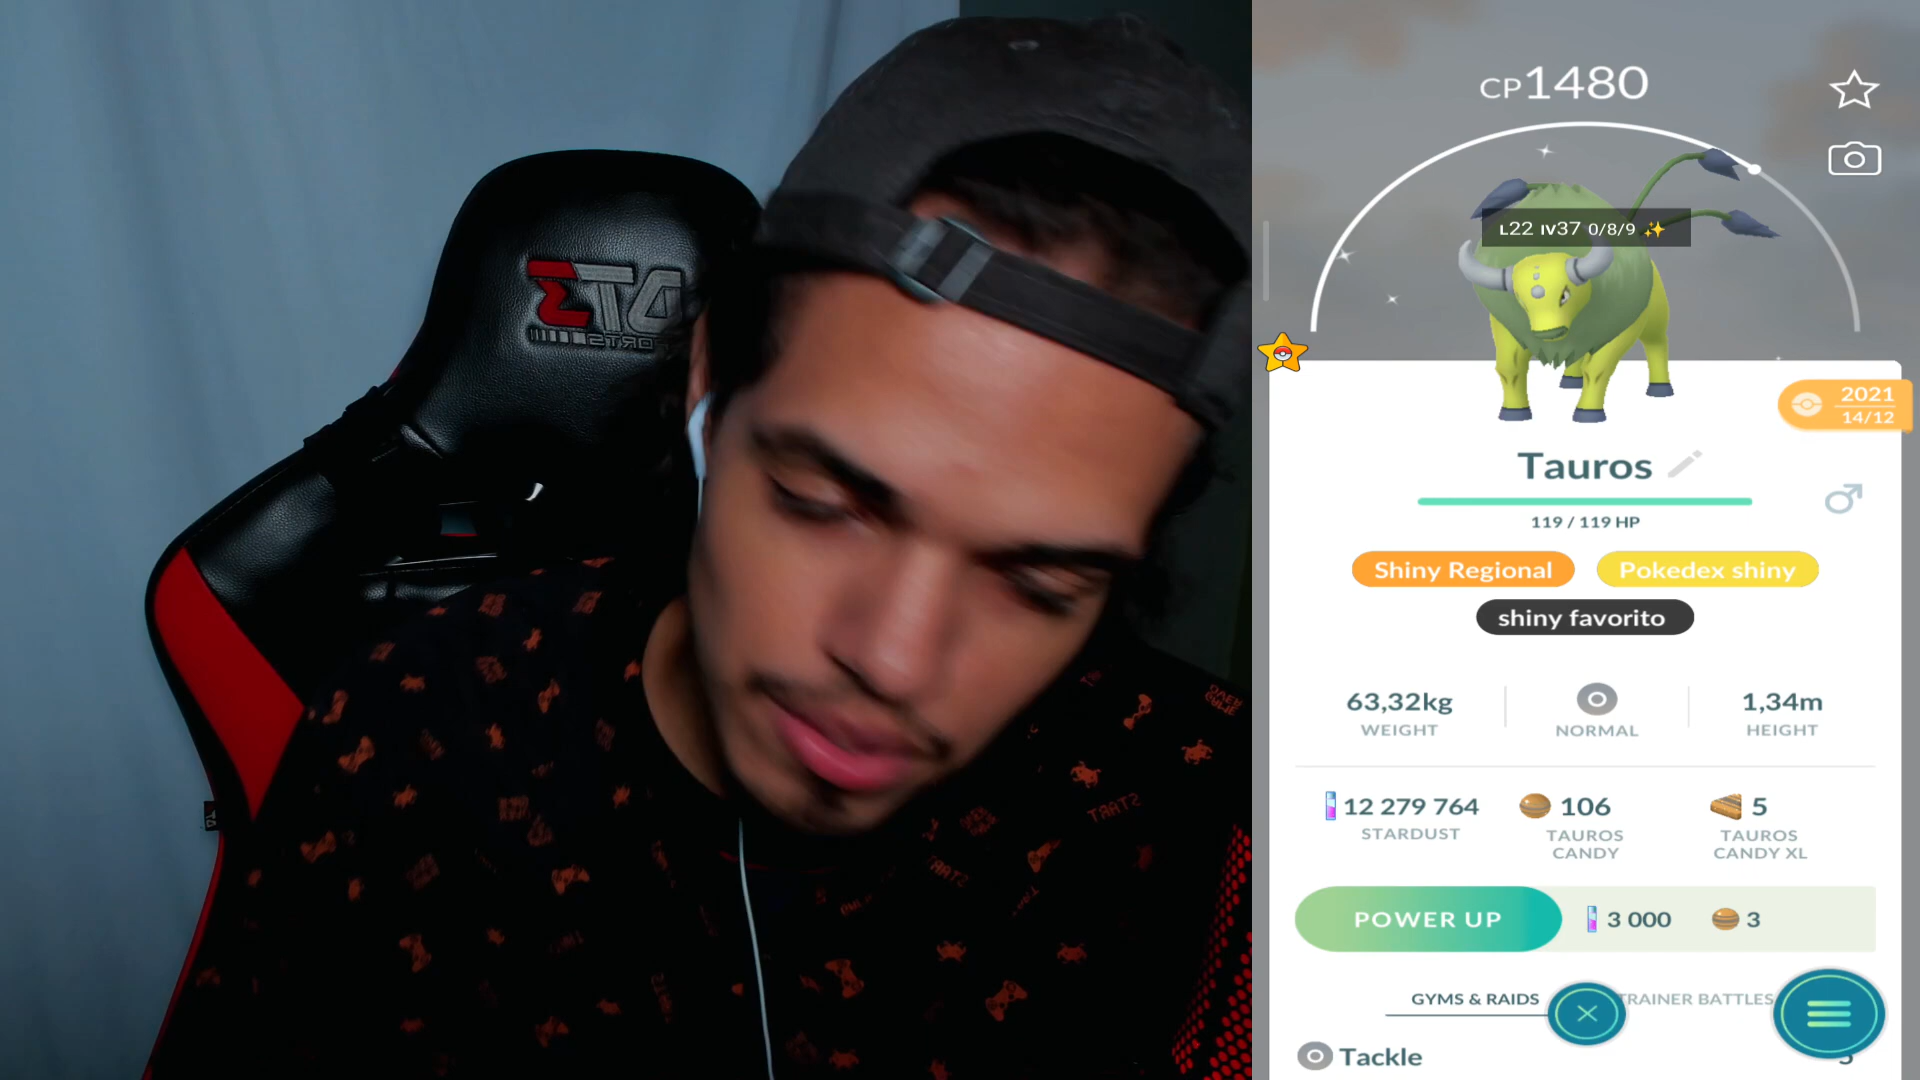 CP1480
L22 IV37 0/8/9
2021
14/12
Tauros
119 / 119 HP
Shiny Regional
Pokedex shiny
shiny favorito
63,32kg
WEIGHT
NORMAL
1,34m
HEIGHT
12 279 764
STARDUST
106
TAUROS
CANDY
5
TAUROS
CANDY XL
POWER UP
3 000
3
GYMS & RAIDS
TRAINER BATTLES
Tackle
START
START